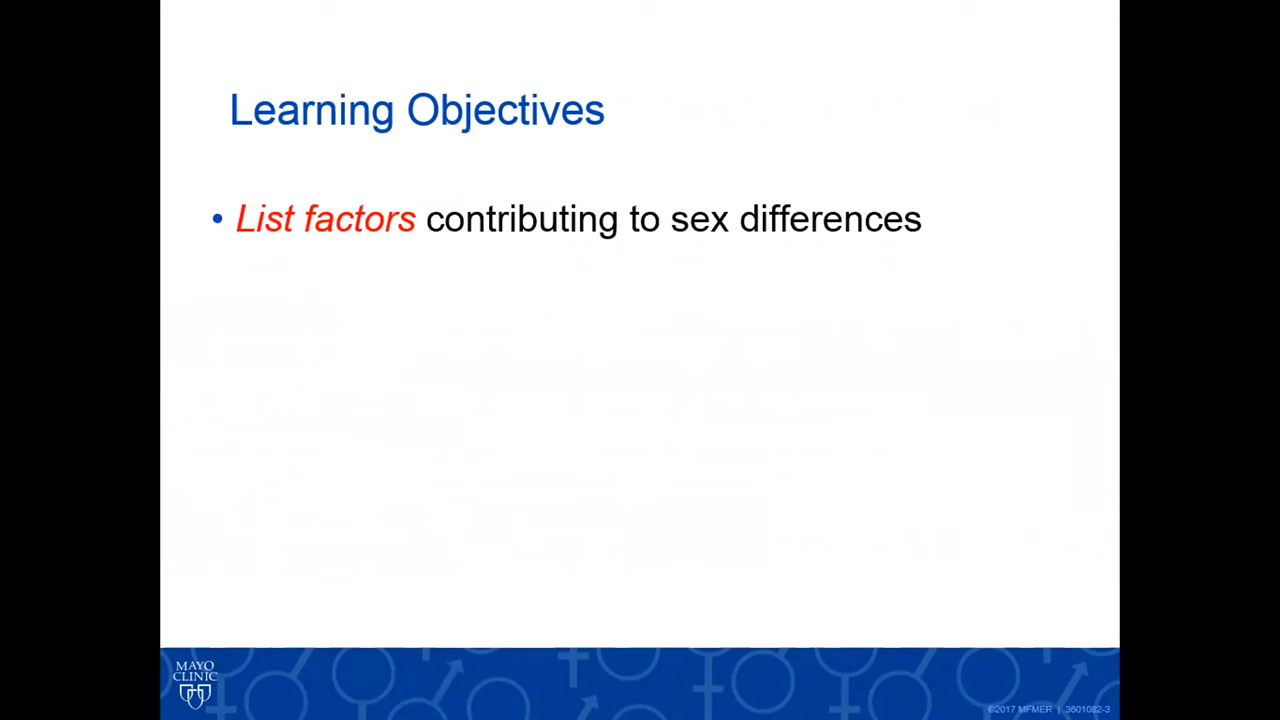 Learning Objectives
• List factors contributing to sex differences
MAYO
CLINIC
©2017 MFMER | 3601082-3